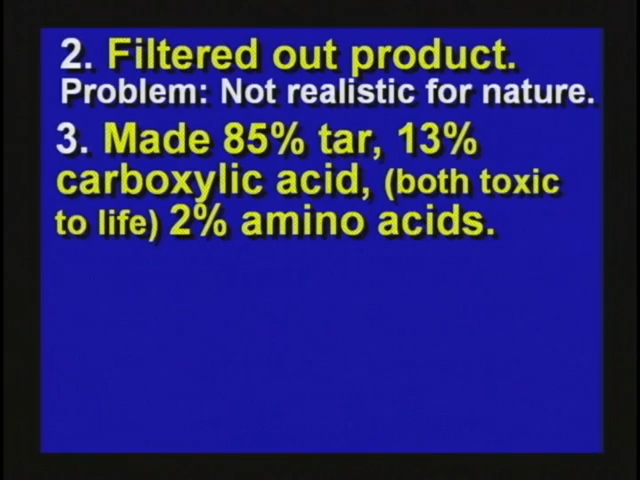 2. Filtered out product.
Problem: Not realistic for nature.
3. Made 85% tar, 13%
carboxylic acid, (both toxic
to life) 2% amino acids.